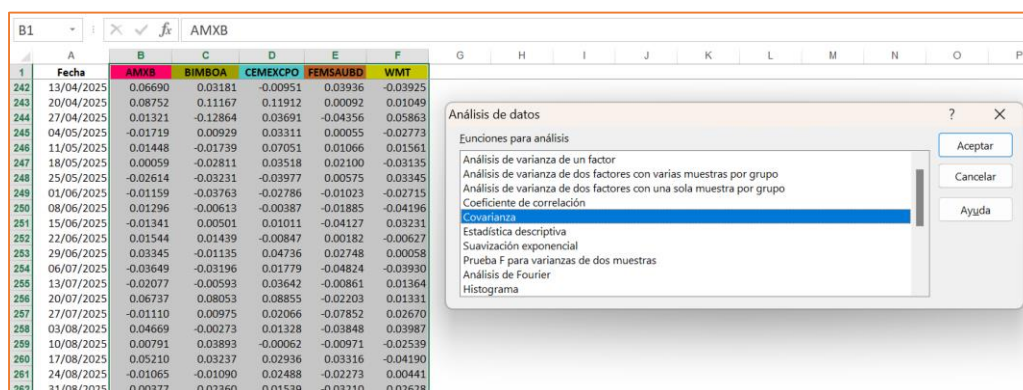 B1 fx AMXB
A B C D E F G H I J K L M N O P
1 Fecha AMXB BIMBOA CEMEXCPO FEMSAUBD WMT
242 13/04/2025 0.06690 0.03181 -0.00951 0.03936 -0.03925
243 20/04/2025 0.08752 0.11167 0.11912 0.00092 0.01049
244 27/04/2025 0.01321 -0.12864 0.03691 -0.04356 0.05863
245 04/05/2025 -0.01719 0.00929 0.03311 0.00055 -0.02773
246 11/05/2025 0.01448 -0.01739 0.07051 0.01066 0.01561
247 18/05/2025 0.00059 -0.02811 0.03518 0.02100 -0.03135
248 25/05/2025 -0.02614 -0.03231 -0.03977 0.00575 0.03345
249 01/06/2025 -0.01159 -0.03763 -0.02786 -0.01023 -0.02715
250 08/06/2025 0.01296 -0.00613 -0.00387 -0.01885 -0.04196
251 15/06/2025 -0.01341 0.00501 0.01011 -0.04127 0.03231
252 22/06/2025 0.01544 0.01439 -0.00847 0.00182 -0.00627
253 29/06/2025 0.03345 -0.01135 0.04736 0.02748 0.00058
254 06/07/2025 -0.03649 -0.03196 0.01779 -0.04824 -0.03930
255 13/07/2025 -0.02077 -0.00593 0.03642 -0.00861 0.01364
256 20/07/2025 0.06737 0.08053 0.08855 -0.02203 0.01331
257 27/07/2025 -0.01110 0.00975 0.02066 -0.07852 0.02670
258 03/08/2025 0.04669 -0.00273 0.01328 -0.03848 0.03987
259 10/08/2025 0.00791 0.03893 -0.00062 -0.00971 -0.02539
260 17/08/2025 0.05210 0.03237 0.02936 0.03316 -0.04190
261 24/08/2025 -0.01065 -0.01090 0.02488 -0.02273 0.00441
262 31/08/2025 0.00377 0.02360 0.01539 -0.03210 0.02628
Análisis de datos ? X
Funciones para análisis
Análisis de varianza de un factor
Análisis de varianza de dos factores con varias muestras por grupo
Análisis de varianza de dos factores con una sola muestra por grupo
Coeficiente de correlación
Covarianza
Estadística descriptiva
Suavización exponencial
Prueba F para varianzas de dos muestras
Análisis de Fourier
Histograma
Aceptar
Cancelar
Ayuda